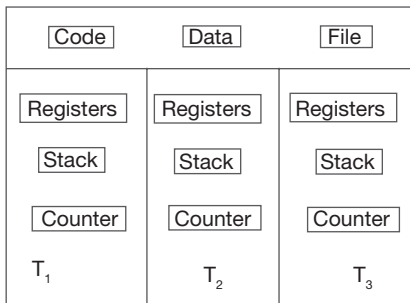 Code Data File
Registers Registers Registers
Stack Stack Stack
Counter Counter Counter
T₁ T₂ T₃